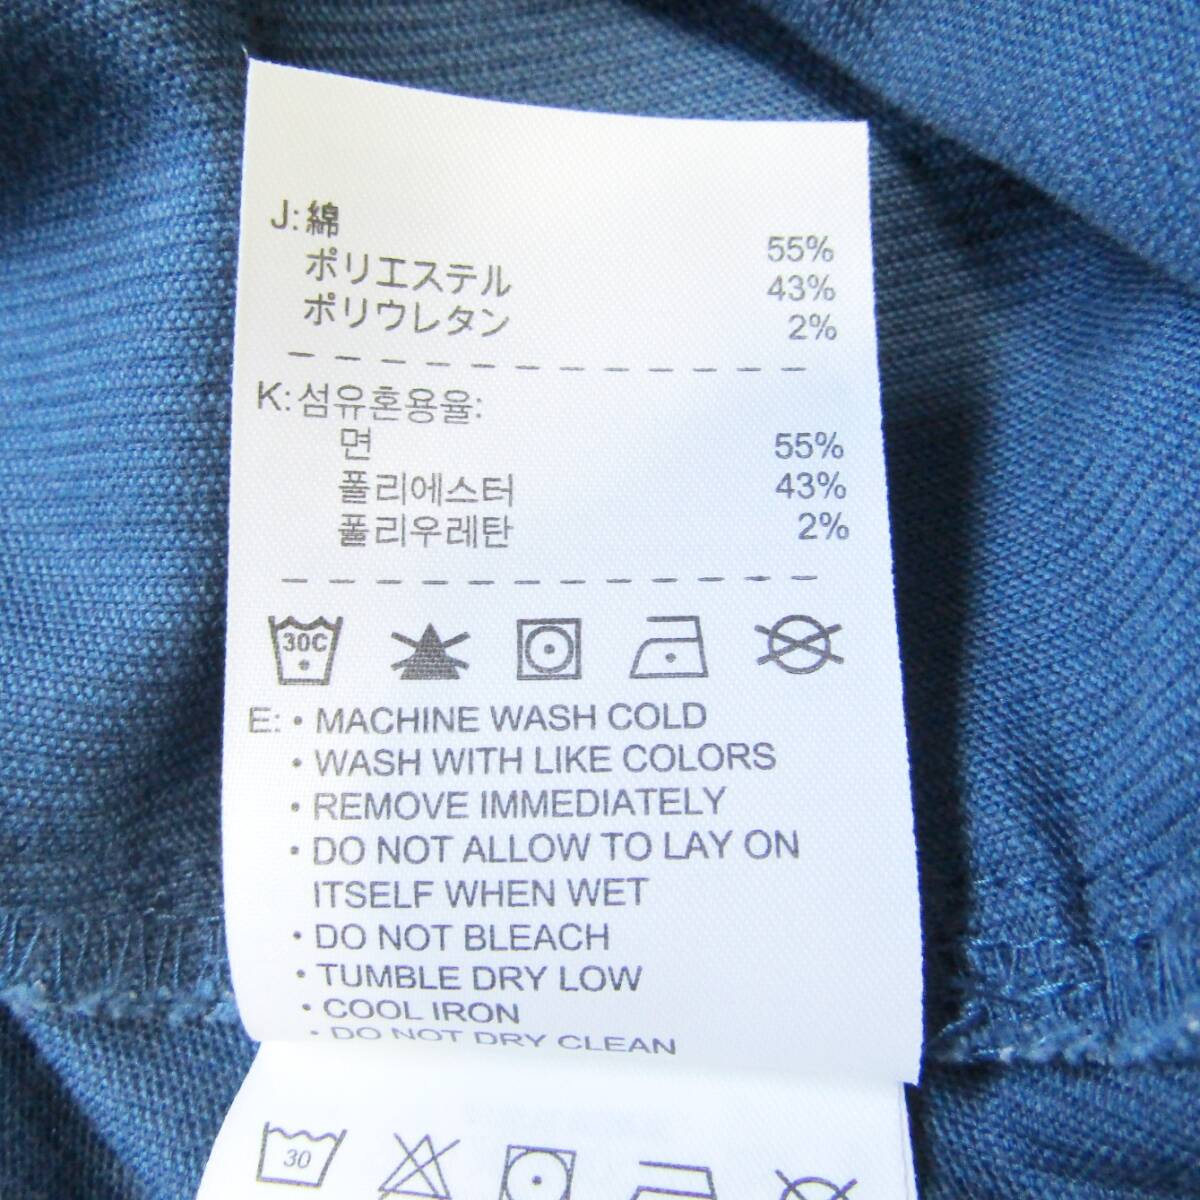 J: 綿 55%
ポリエステル 43%
ポリウレタン 2%
K: 섬유혼용율:
면 55%
폴리에스터 43%
폴리우레탄 2%
30C
E: • MACHINE WASH COLD
• WASH WITH LIKE COLORS
• REMOVE IMMEDIATELY
• DO NOT ALLOW TO LAY ON
ITSELF WHEN WET
• DO NOT BLEACH
• TUMBLE DRY LOW
• COOL IRON
• DO NOT DRY CLEAN
30